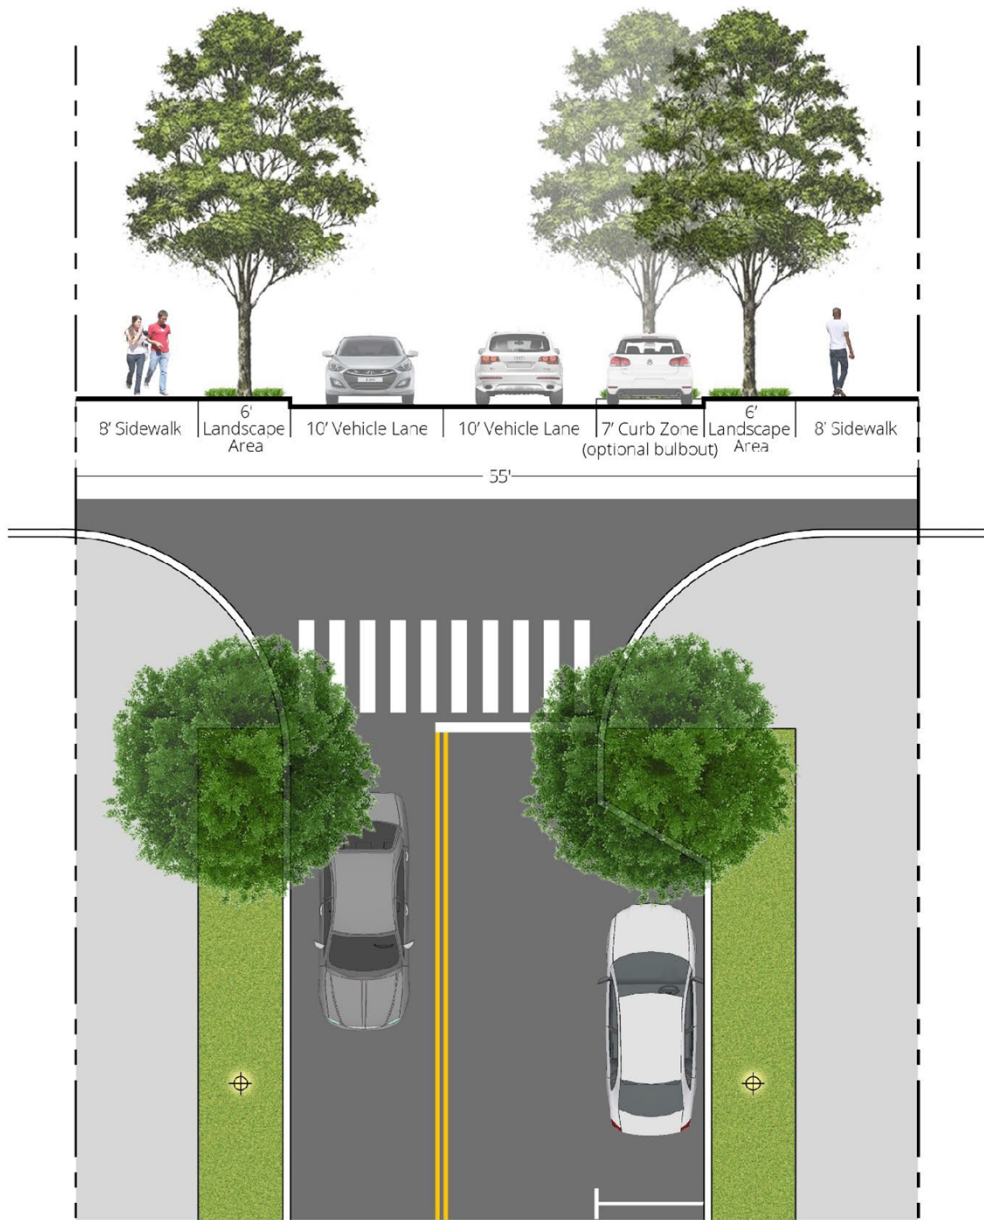 8' Sidewalk
6'
Landscape
Area
10' Vehicle Lane
10' Vehicle Lane
7' Curb Zone
(optional bulbout)
6'
Landscape
Area
8' Sidewalk
55'